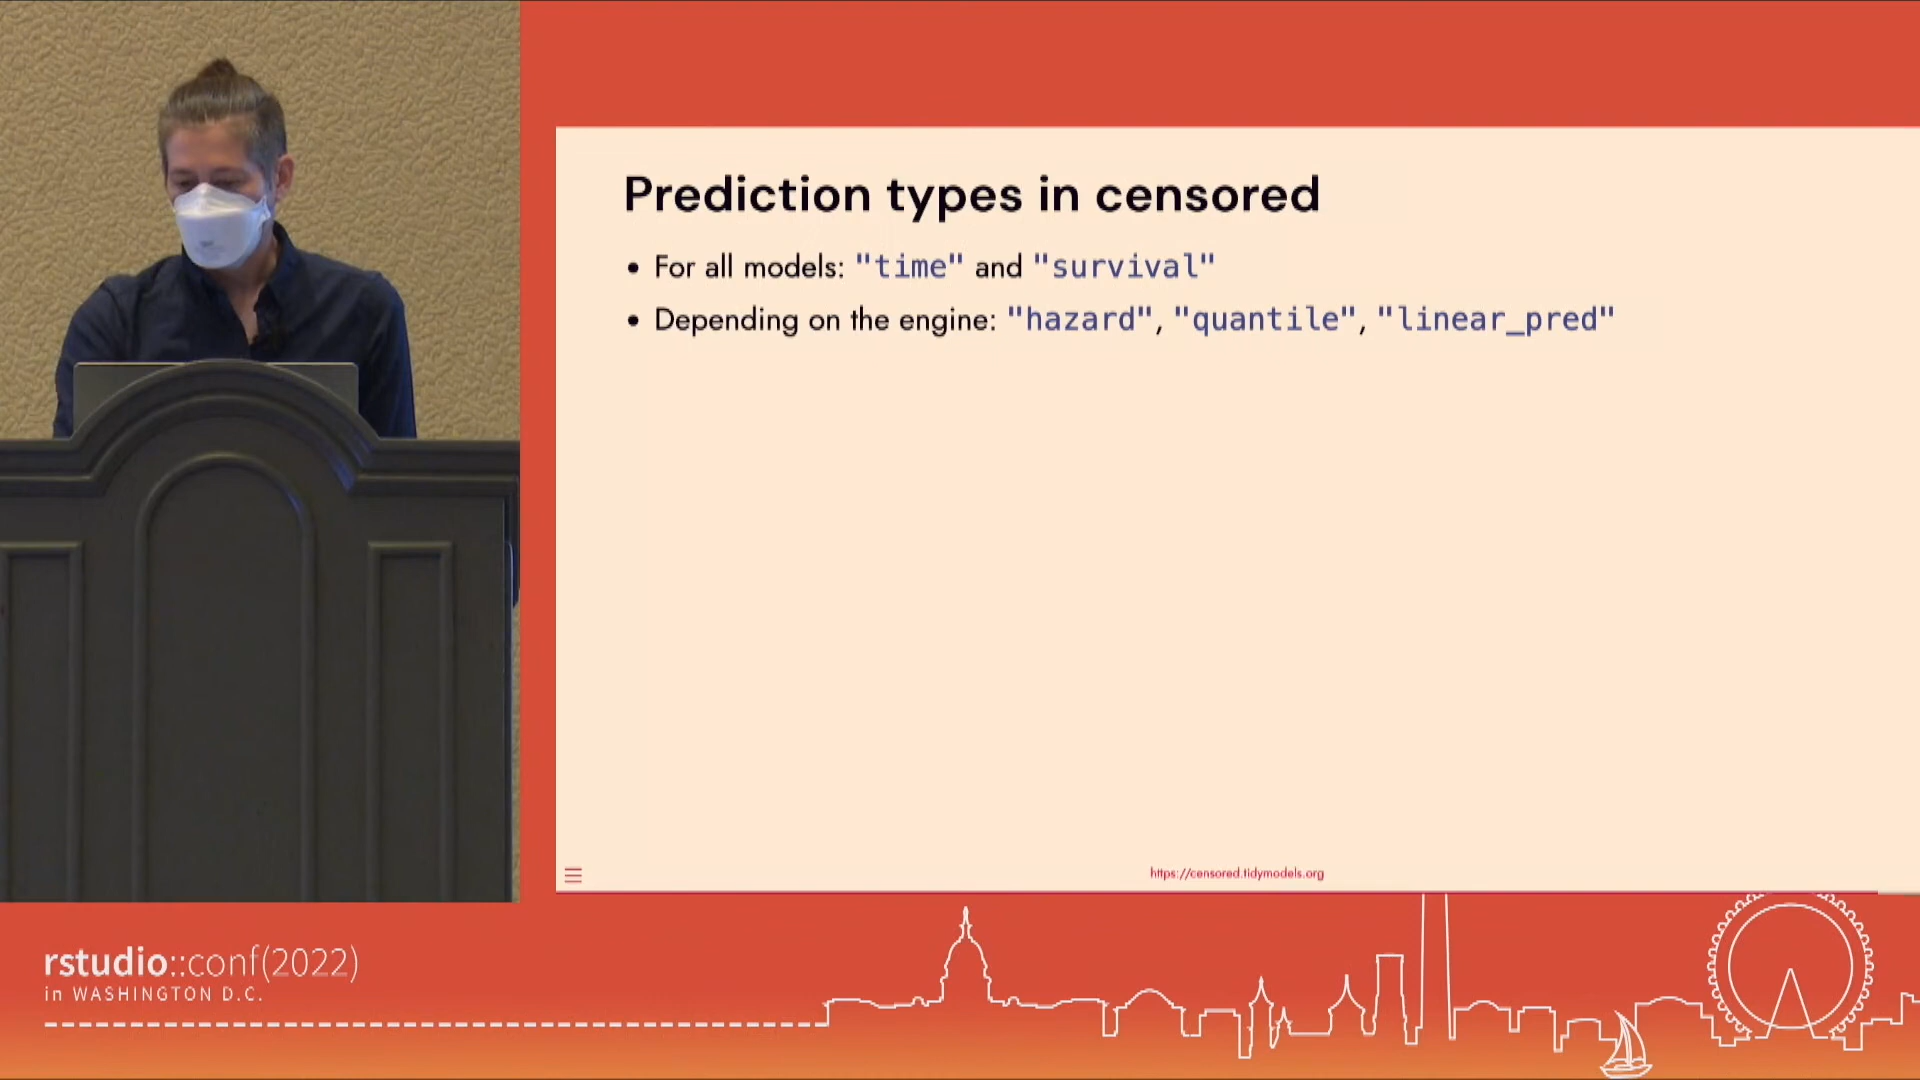 Prediction types in censored
• For all models: "time" and "survival"
• Depending on the engine: "hazard", "quantile", "linear_pred"
https://censored.tidymodels.org
rstudio::conf(2022)
in WASHINGTON D.C.